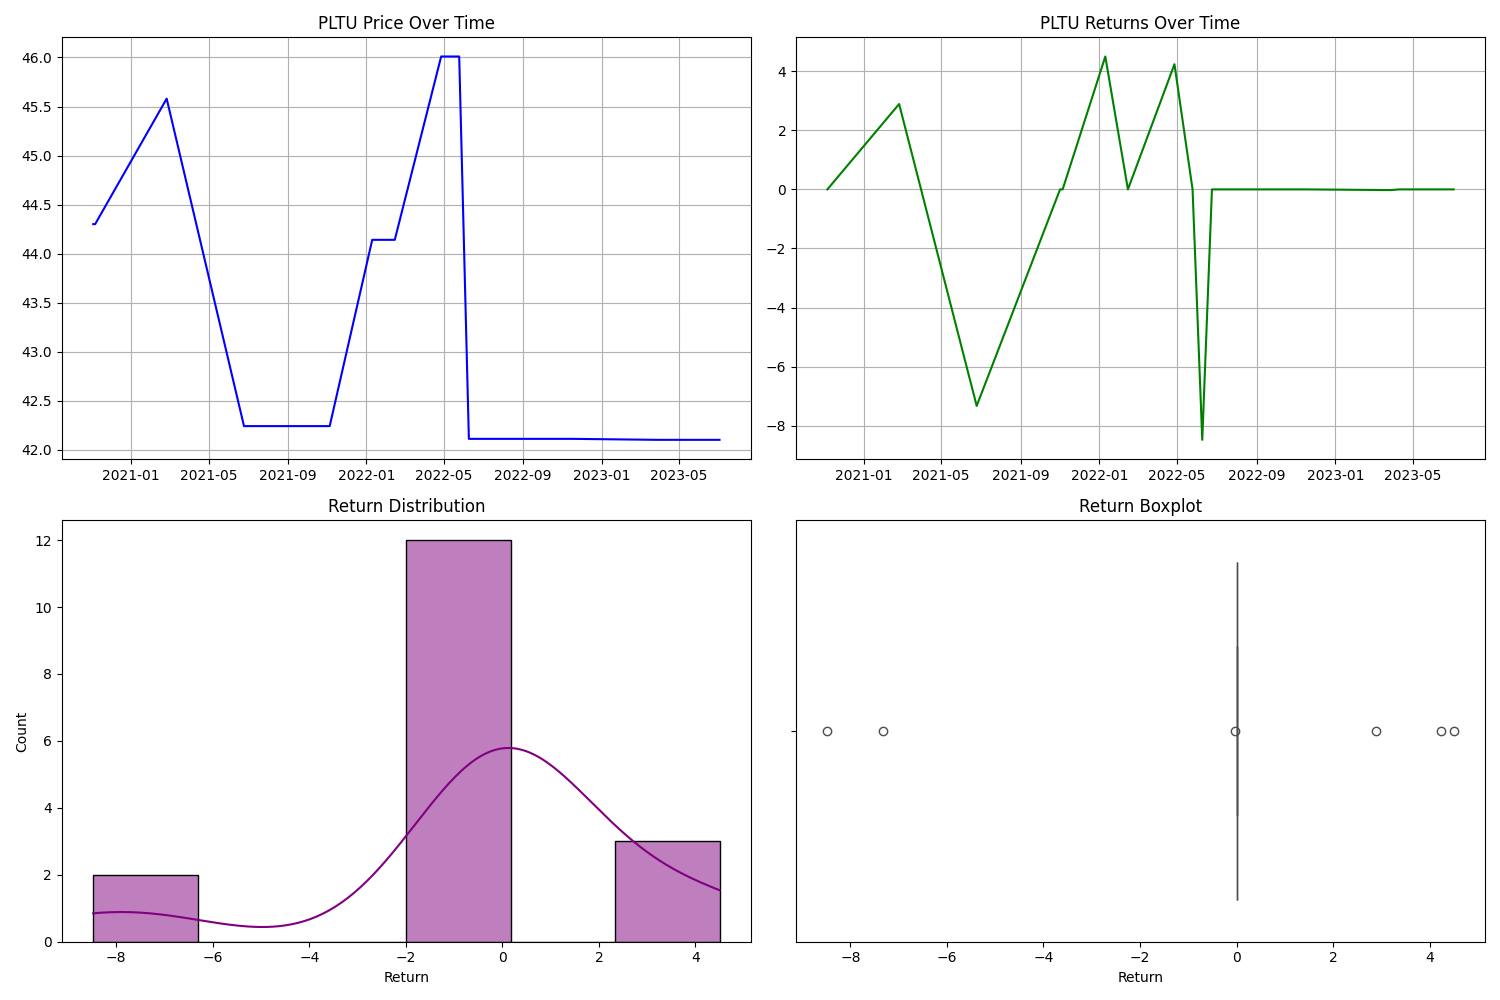 PLTU Price Over Time
46.0
45.5
45.0
44.5
44.0
43.5
43.0
42.5
42.0
2021-01 2021-05 2021-09 2022-01 2022-05 2022-09 2023-01 2023-05
PLTU Returns Over Time
4
2
0
−2
−4
−6
−8
2021-01 2021-05 2021-09 2022-01 2022-05 2022-09 2023-01 2023-05
Return Distribution
Count
12
10
8
6
4
2
0
−8 −6 −4 −2 0 2 4
Return
Return Boxplot
−8 −6 −4 −2 0 2 4
Return